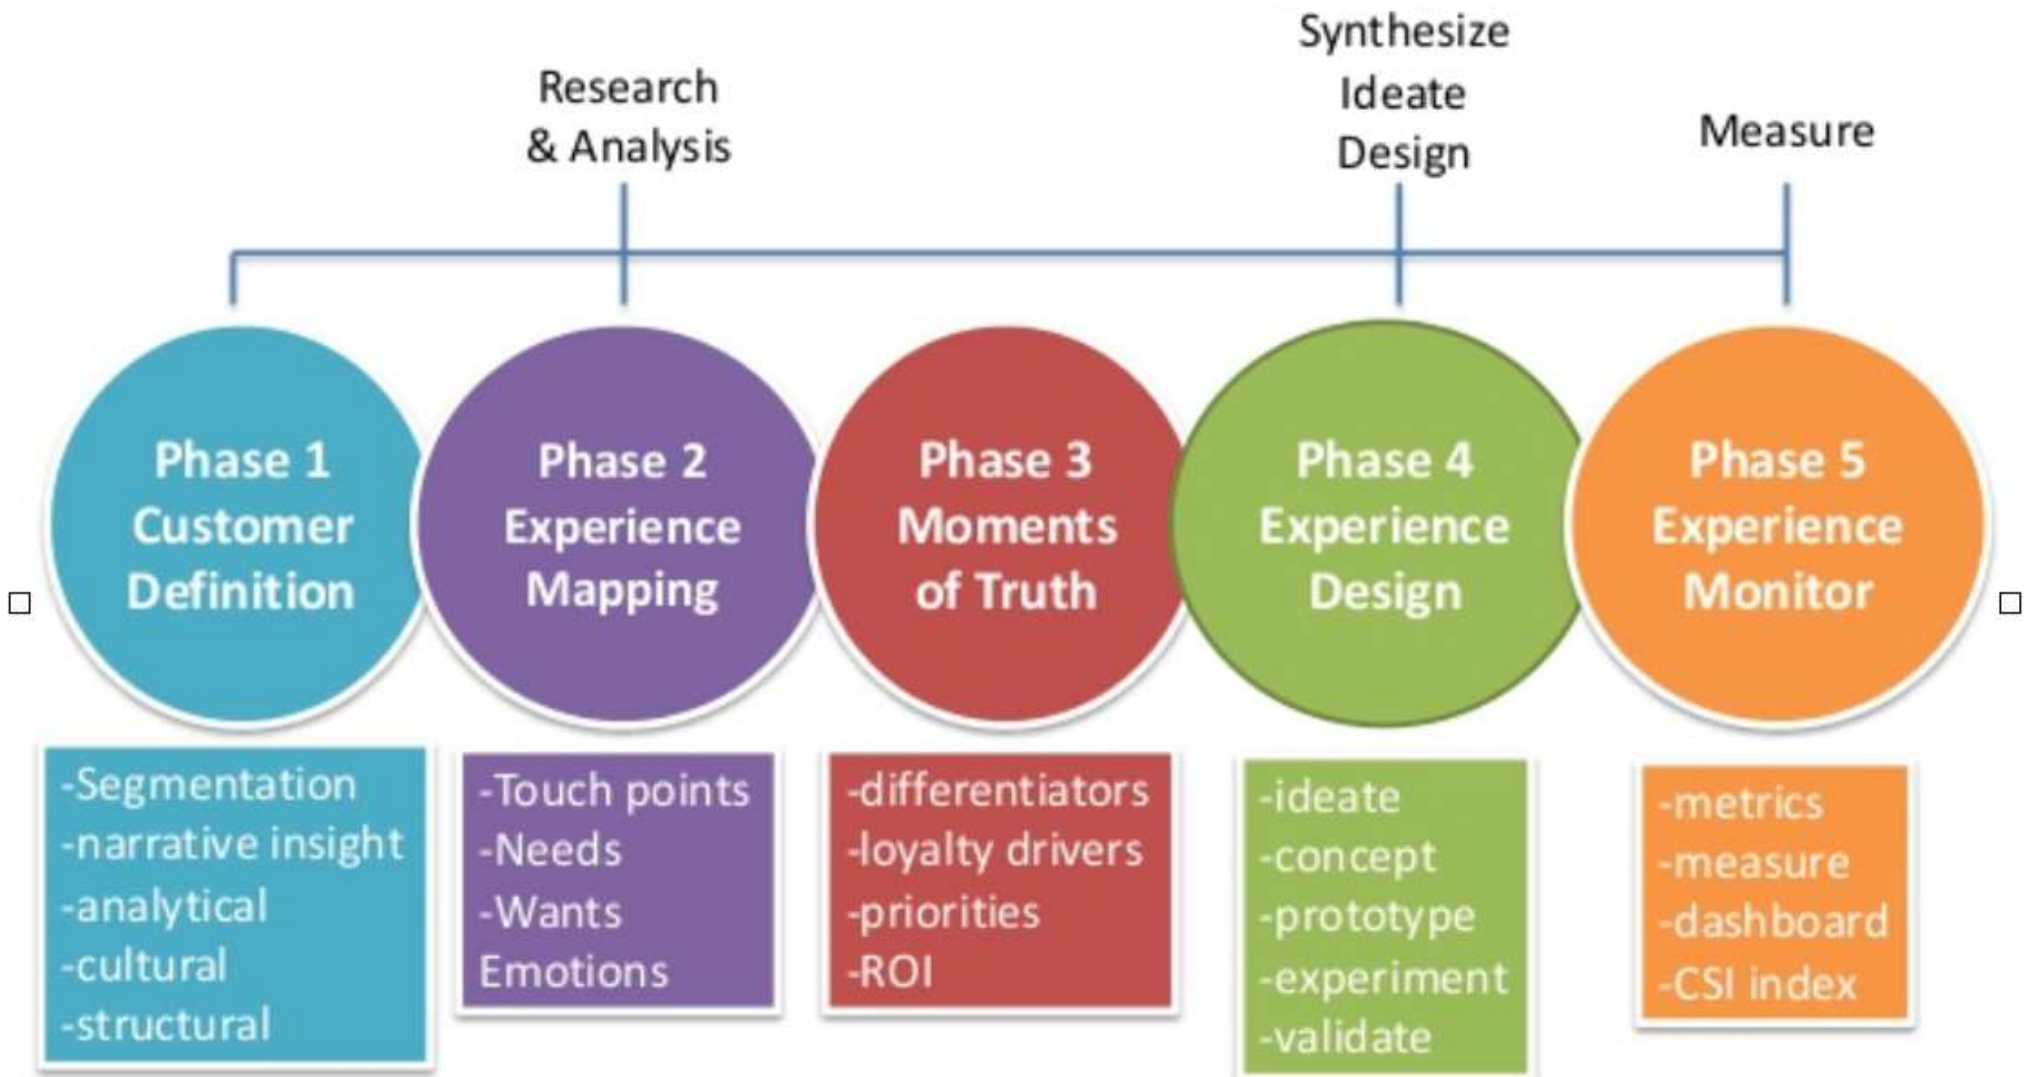 Research
& Analysis
Synthesize
Ideate
Design
Measure
Phase 1
Customer
Definition
Phase 2
Experience
Mapping
Phase 3
Moments
of Truth
Phase 4
Experience
Design
Phase 5
Experience
Monitor
-Segmentation
-narrative insight
-analytical
-cultural
-structural
-Touch points
-Needs
-Wants
Emotions
-differentiators
-loyalty drivers
-priorities
-ROI
-ideate
-concept
-prototype
-experiment
-validate
-metrics
-measure
-dashboard
-CSI index